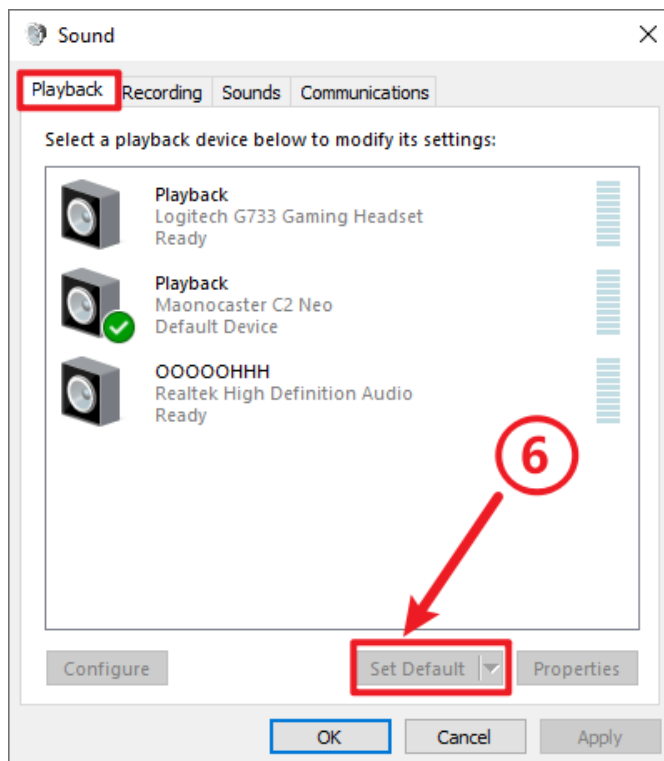 Sound
Playback Recording Sounds Communications
Select a playback device below to modify its settings:
Playback
Logitech G733 Gaming Headset
Ready
Playback
Maonocaster C2 Neo
Default Device
OOOOOHHH
Realtek High Definition Audio
Ready
6
Configure Set Default Properties
OK Cancel Apply